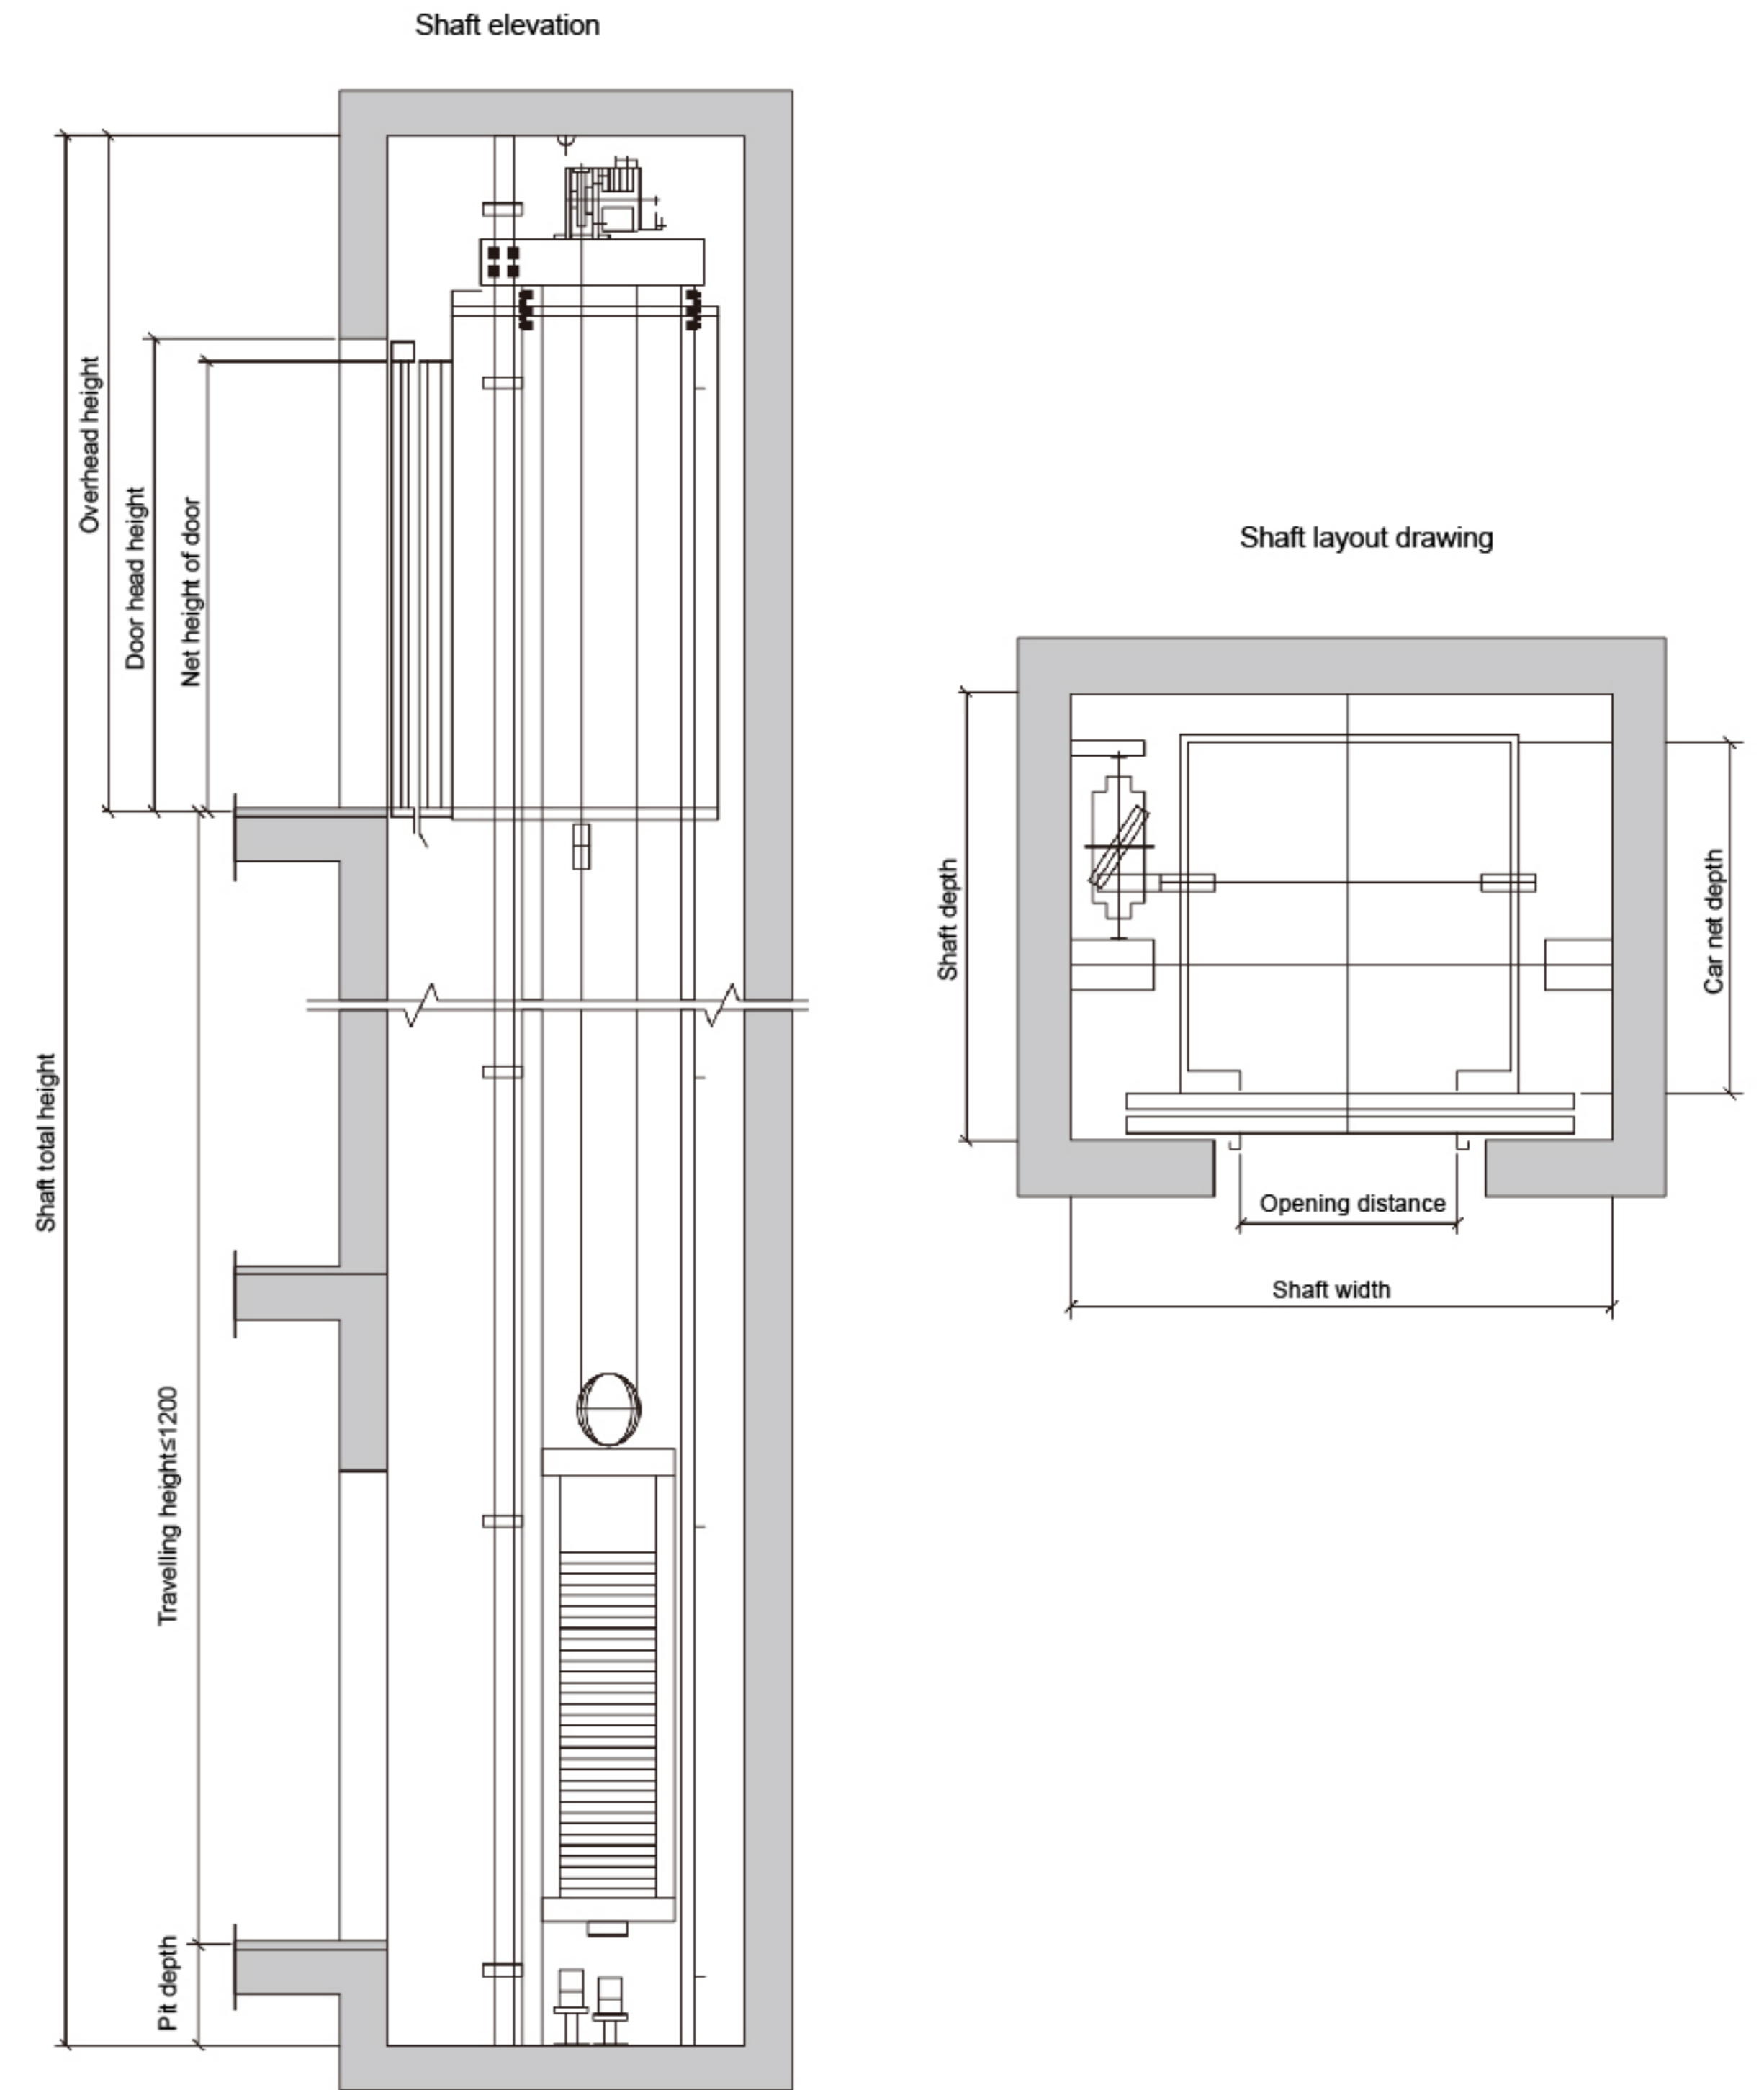 Shaft elevation
Overhead height
Door head height
Net height of door
Shaft total height
Travelling height≤1200
Pit depth
Shaft layout drawing
Shaft depth
Car net depth
Opening distance
Shaft width